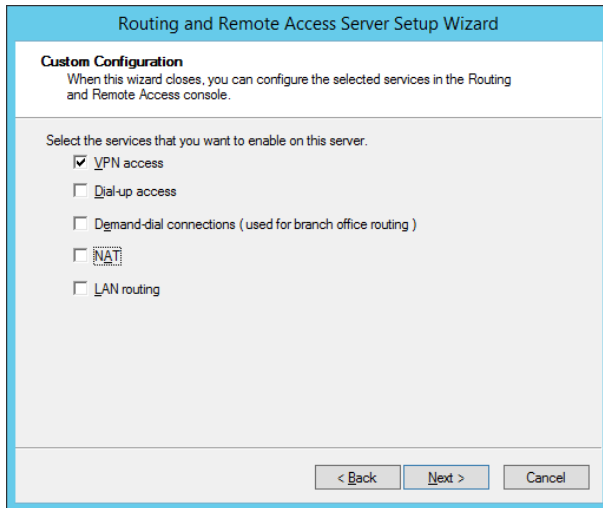 Routing and Remote Access Server Setup Wizard
Custom Configuration
When this wizard closes, you can configure the selected services in the Routing
and Remote Access console.
Select the services that you want to enable on this server.
VPN access
Dial-up access
Demand-dial connections ( used for branch office routing )
NAT
LAN routing
< Back Next > Cancel